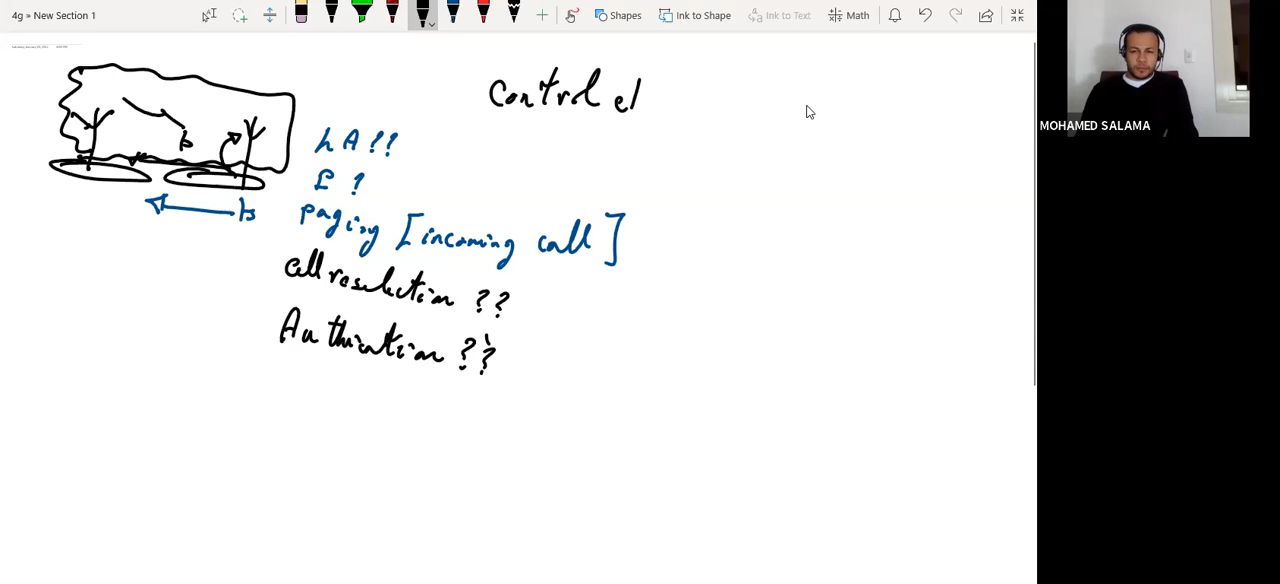 4g » New Section 1
Shapes
Ink to Shape
Ink to Text
Math
MOHAMED SALAMA
Control el
LA ??
?
paging [incoming call]
Cell reselection ??
Authication ??